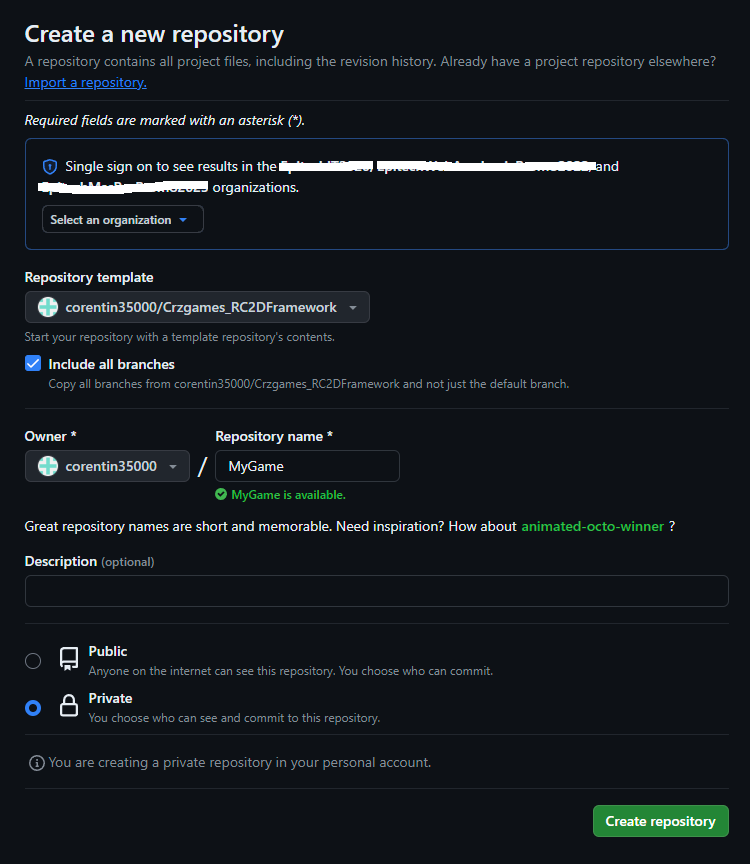 Create a new repository
A repository contains all project files, including the revision history. Already have a project repository elsewhere?
Import a repository.
Required fields are marked with an asterisk (*).
Single sign on to see results in the and
organizations.
Select an organization
Repository template
corentin35000/Crzgames_RC2DFramework
Start your repository with a template repository's contents.
Include all branches
Copy all branches from corentin35000/Crzgames_RC2DFramework and not just the default branch.
Owner *
Repository name *
corentin35000
/
MyGame
MyGame is available.
Great repository names are short and memorable. Need inspiration? How about animated-octo-winner ?
Description (optional)
Public
Anyone on the internet can see this repository. You choose who can commit.
Private
You choose who can see and commit to this repository.
You are creating a private repository in your personal account.
Create repository